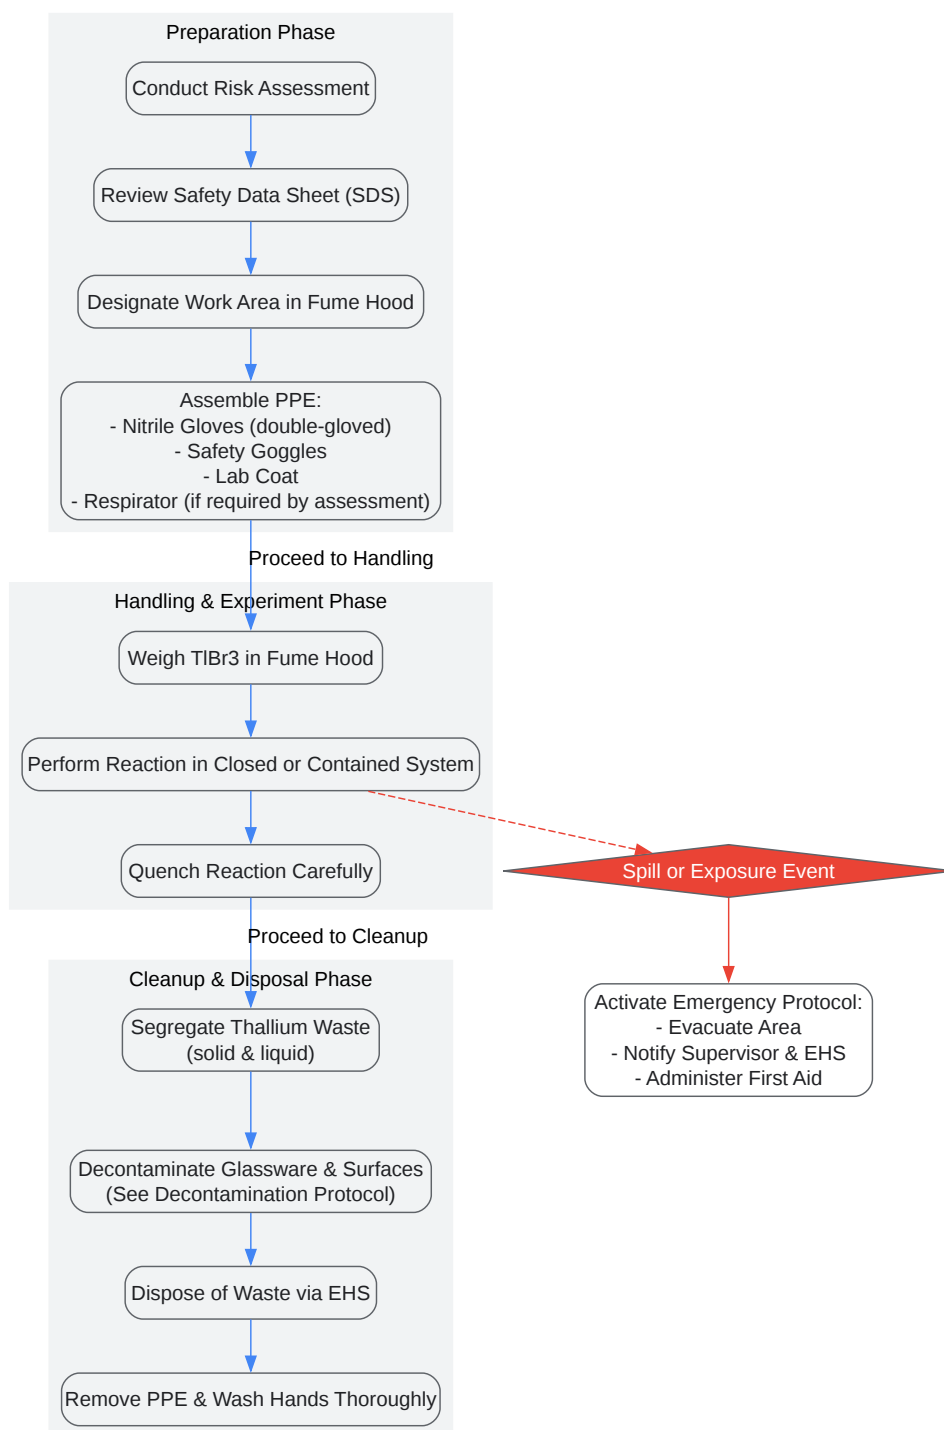 Preparation Phase
Conduct Risk Assessment
Review Safety Data Sheet (SDS)
Designate Work Area in Fume Hood
Assemble PPE:
- Nitrile Gloves (double-gloved)
- Safety Goggles
- Lab Coat
- Respirator (if required by assessment)
Proceed to Handling
Handling & Experiment Phase
Weigh TlBr3 in Fume Hood
Perform Reaction in Closed or Contained System
Quench Reaction Carefully
Spill or Exposure Event
Proceed to Cleanup
Cleanup & Disposal Phase
Segregate Thallium Waste
(solid & liquid)
Activate Emergency Protocol:
- Evacuate Area
- Notify Supervisor & EHS
- Administer First Aid
Decontaminate Glassware & Surfaces
(See Decontamination Protocol)
Dispose of Waste via EHS
Remove PPE & Wash Hands Thoroughly